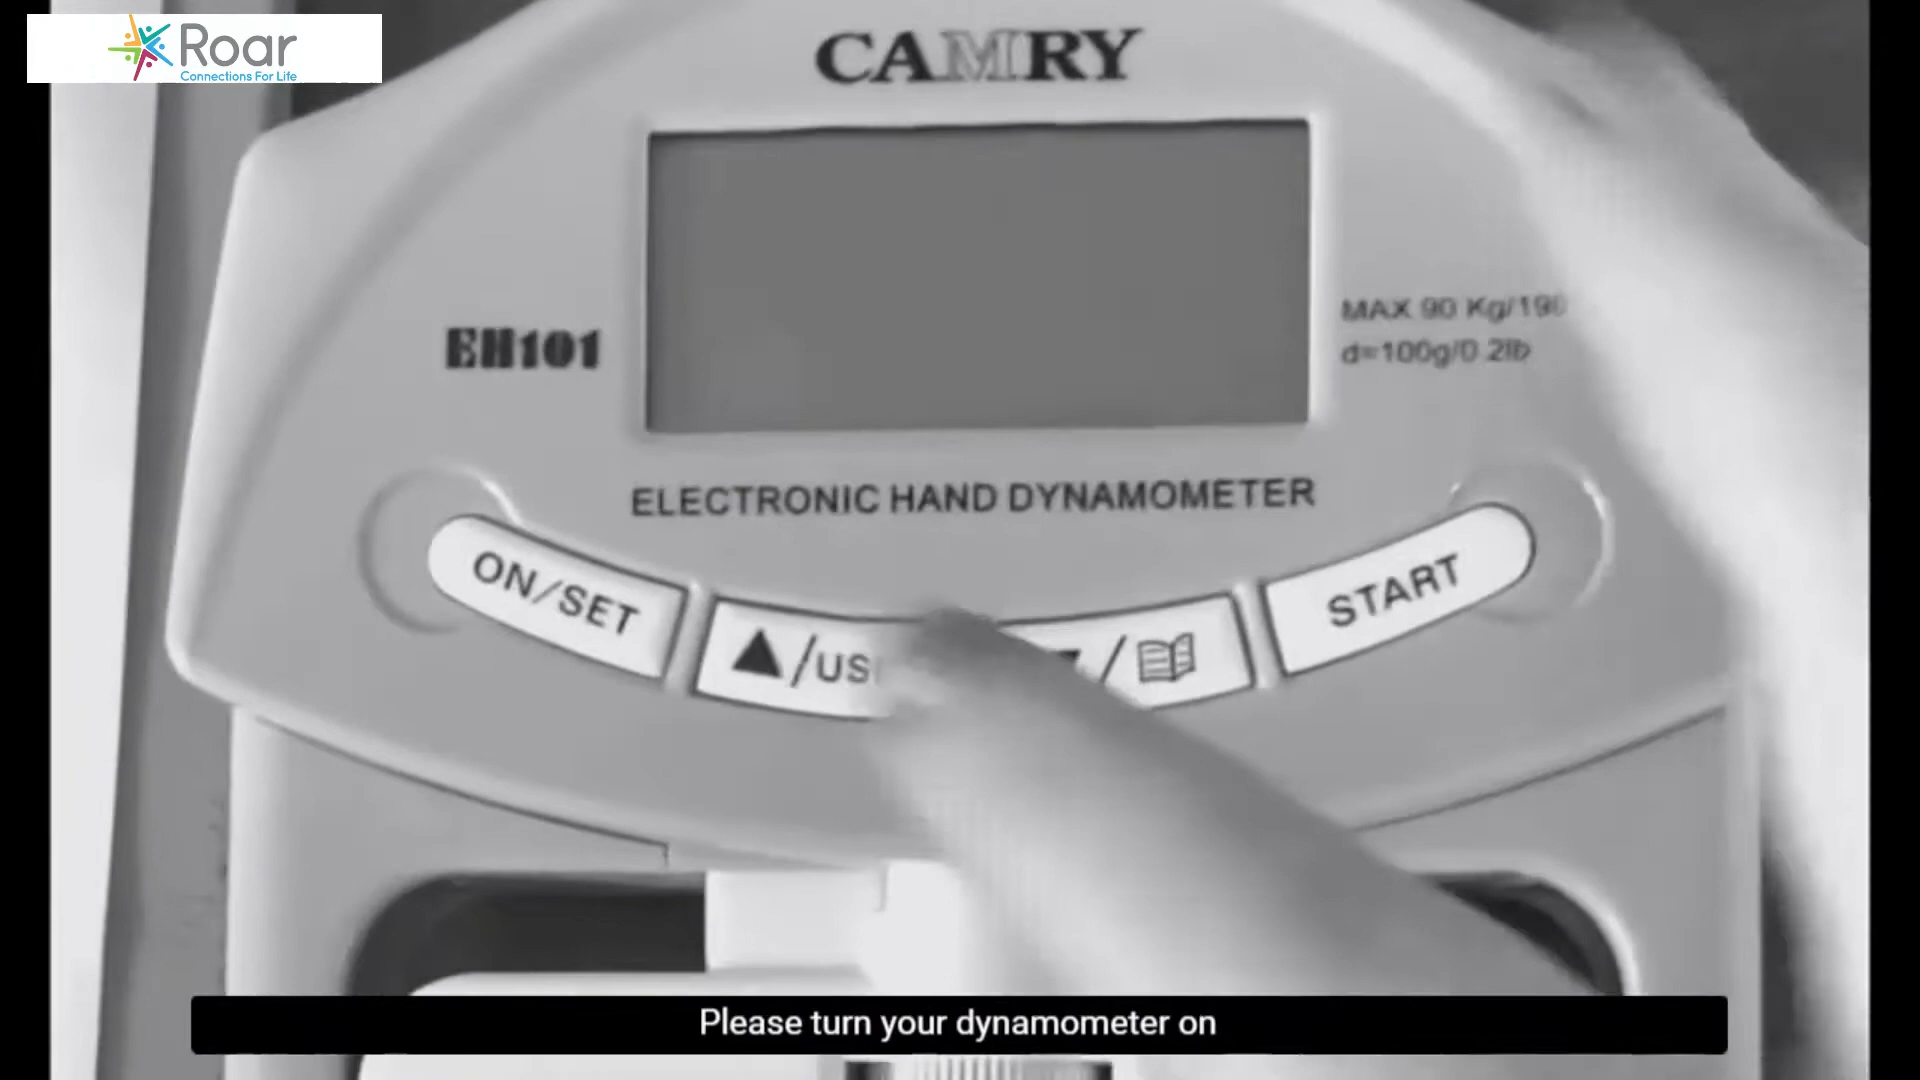 Roar
Connections For Life
CAMRY
EH101
MAX 90 Kg/19
d=100g/0.2lb
ELECTRONIC HAND DYNAMOMETER
ON/SET
▲/US
/
START
Please turn your dynamometer on